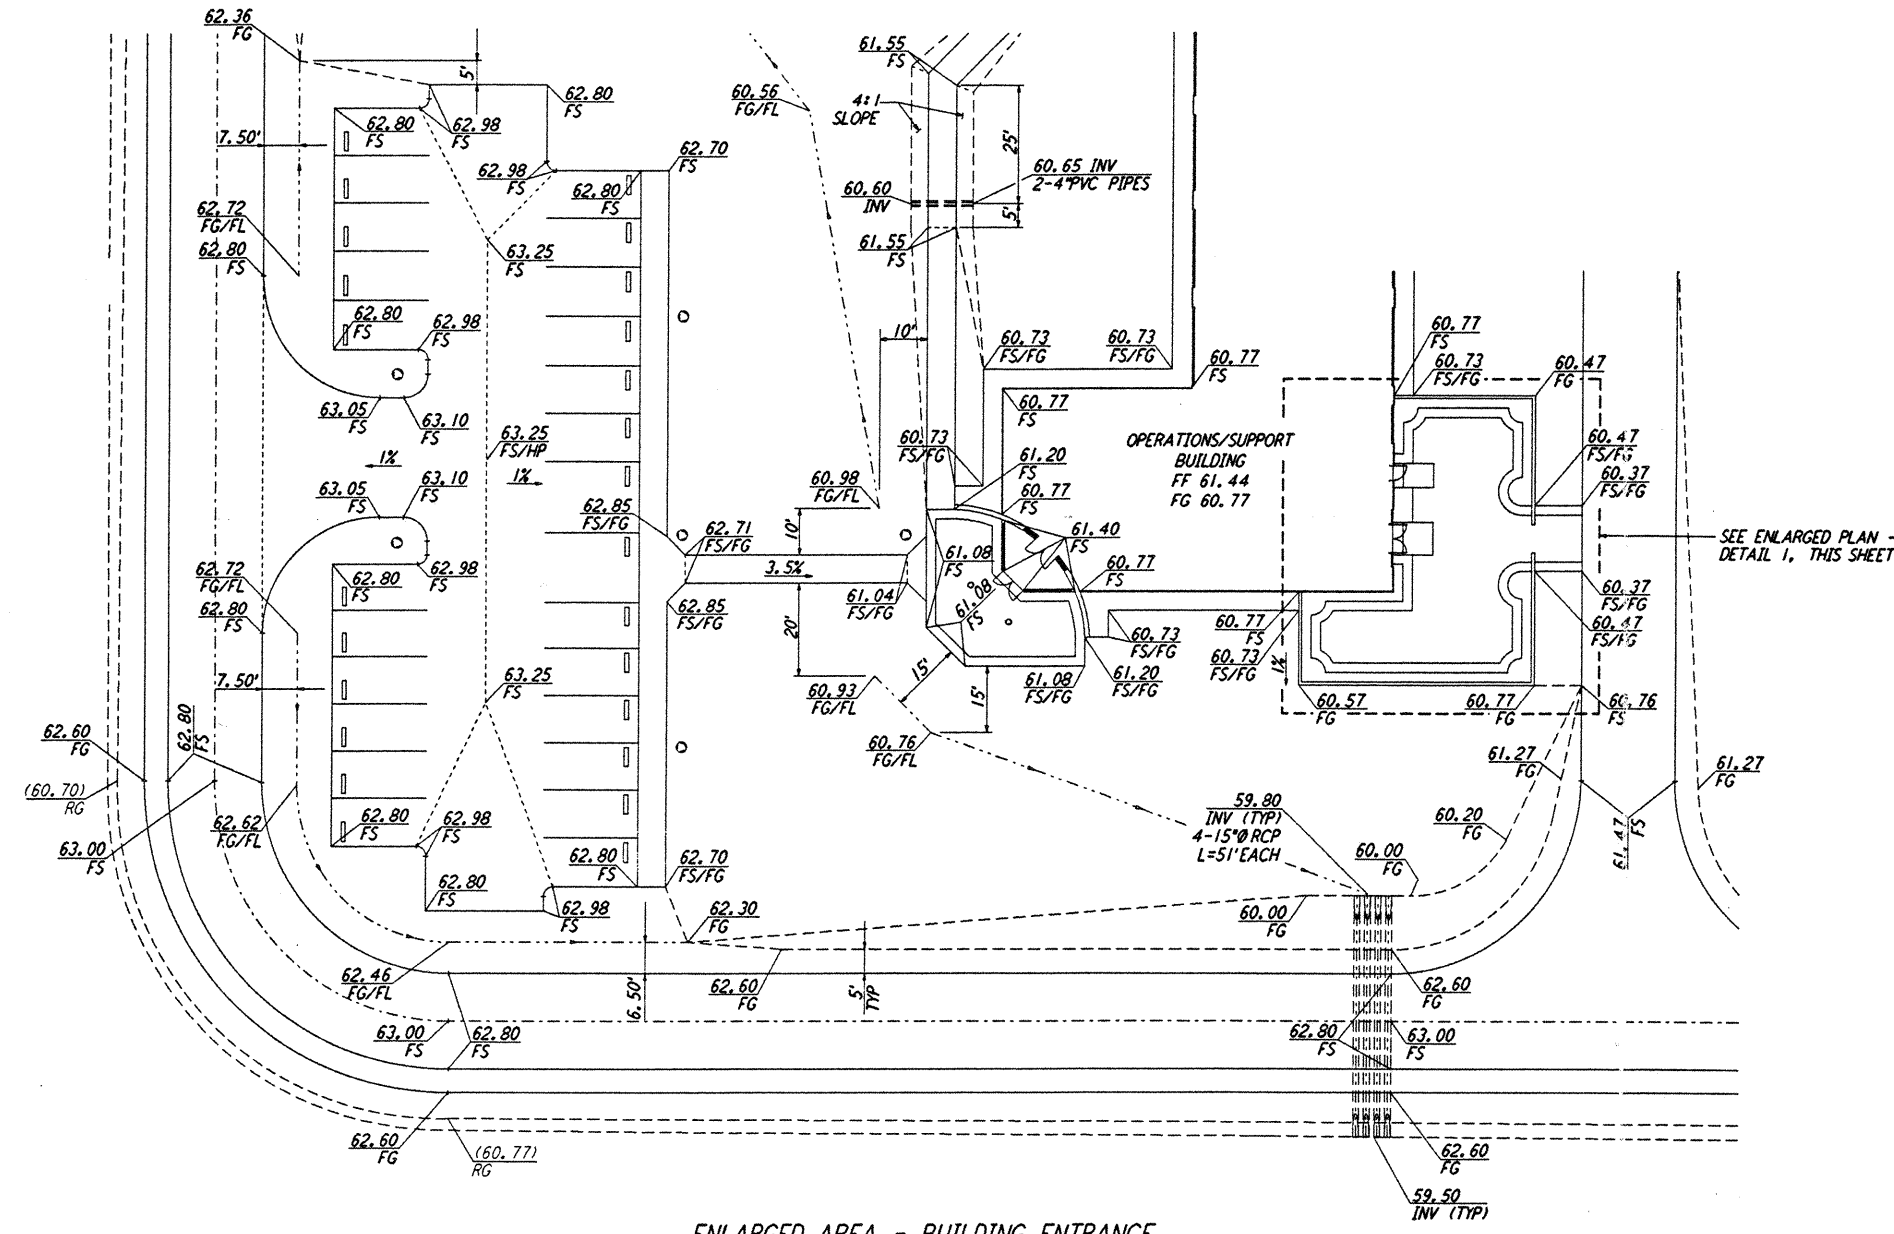 62.36
FG
5'
62.80
FS
62.80
FS
62.98
FS
7.50'
62.98
FS
62.70
FS
62.80
FS
60.56
FG/FL
61.55
FS
4:1
SLOPE
25'
60.65 INV
2-4"PVC PIPES
60.60
INV
5'
61.55
FS
62.72
FG/FL
62.80
FS
63.25
FS
62.80
FS
62.98
FS
10'
60.73
FS/FG
60.73
FS/FG
60.77
FS
60.77
FS
60.73
FS/FG
60.47
FG
63.05
FS
63.10
FS
63.25
FS/HP
1%
1%
60.77
FS
60.73
FS/FG
61.20
FS
60.77
FS
OPERATIONS/SUPPORT
BUILDING
FF 61.44
FG 60.77
60.47
FS/FG
60.37
FS/FG
63.05
FS
63.10
FS
60.98
FG/FL
10'
62.85
FS/FG
62.71
FS/FG
3.5%
61.04
FS/FG
61.08
FS
61.08
FS
61.40
FS
60.77
FS
SEE ENLARGED PLAN -
DETAIL 1, THIS SHEET
62.72
FG/FL
62.80
FS
62.80
FS
62.98
FS
62.85
FS/FG
20'
60.77
FS
60.73
FS/FG
60.73
FS/FG
1%
60.37
FS/FG
60.47
FS/FG
7.50'
63.25
FS
60.93
FG/FL
15'
15'
61.08
FS/FG
61.20
FS/FG
60.57
FG
60.77
FG
60.76
FS
62.60
FG
62.80
FS
60.76
FG/FL
61.27
FG
61.27
FG
(60.70)
RG
62.62
FG/FL
63.00
FS
62.80
FS
62.98
FS
59.80
INV (TYP)
4-15"Ø RCP
L=51'EACH
60.20
FG
61.47
FS
62.80
FS
62.98
FS
62.80
FS
62.70
FS/FG
60.00
FG
60.00
FG
62.30
FG
62.46
FG/FL
6.50'
62.60
FG
5'
TYP
62.60
FG
63.00
FS
62.80
FS
62.80
FS
63.00
FS
62.60
FG
(60.77)
RG
62.60
FG
59.50
INV (TYP)
ENLARGED AREA - BUILDING ENTRANCE